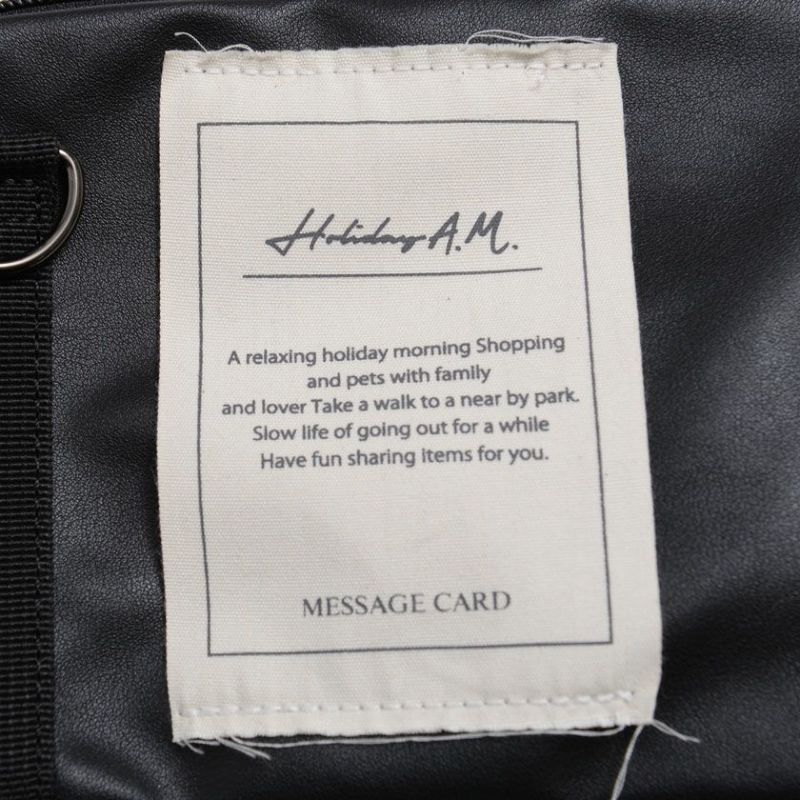 Holiday A.M.
A relaxing holiday morning Shopping
and pets with family
and lover Take a walk to a near by park.
Slow life of going out for a while
Have fun sharing items for you.
MESSAGE CARD